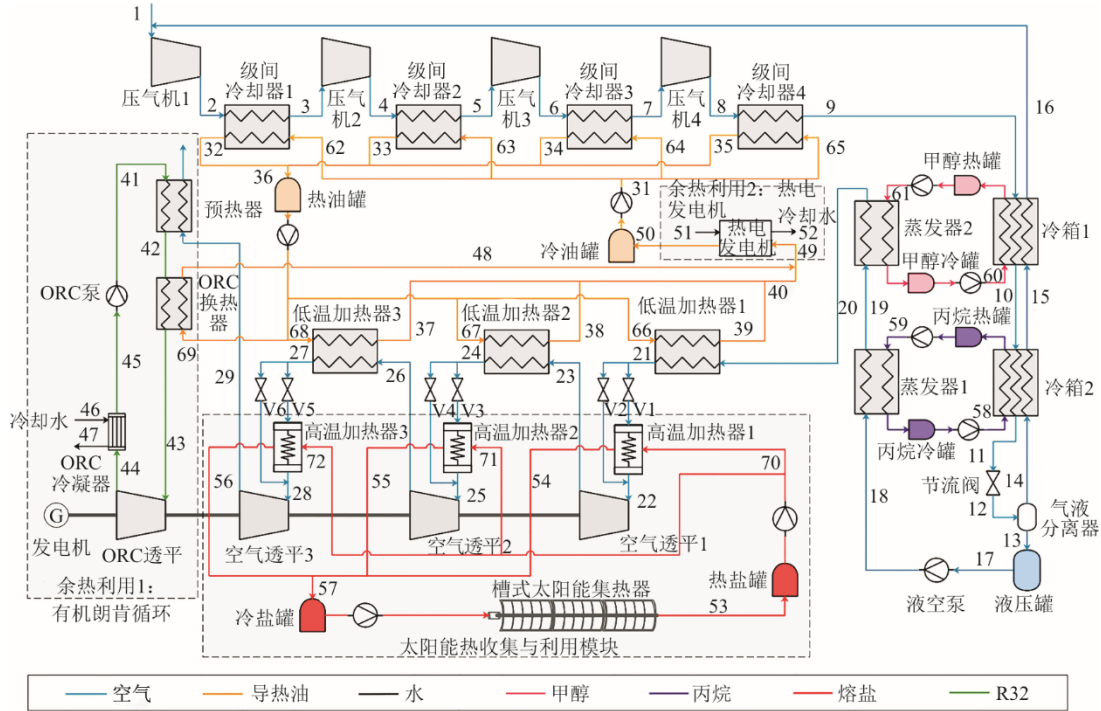 1
级间
冷却器1
级间
冷却器2
级间
冷却器3
级间
冷却器4
压气机1
2
3
压气
机2
4
5
压气
机3
6
7
压气
机4
8
9
16
32
62
33
63
34
64
35
65
41
预热器
36
热油罐
31
余热利用2：热电
发电机
冷却水
51
热电
发电机
52
冷油罐
50
49
甲醇热罐
61
蒸发器2
冷箱1
甲醇冷罐
60
42
48
ORC泵
ORC
换热
器
69
40
20
19
10
15
低温加热器3
低温加热器2
低温加热器1
68
37
67
38
66
39
27
26
24
23
21
59
丙烷热罐
蒸发器1
冷箱2
58
丙烷冷罐
45
29
冷却水
46
47
43
ORC
冷凝器
44
V6
V5
V4
V3
V2
V1
高温加热器3
高温加热器2
高温加热器1
72
71
70
56
28
55
25
54
22
11
节流阀
14
12
气液
分离器
13
18
17
液空泵
液压罐
G
发电机
ORC透平
空气透平3
空气透平2
空气透平1
余热利用1：
有机朗肯循环
57
冷盐罐
槽式太阳能集热器
53
热盐罐
太阳能热收集与利用模块
空气
导热油
水
甲醇
丙烷
熔盐
R32